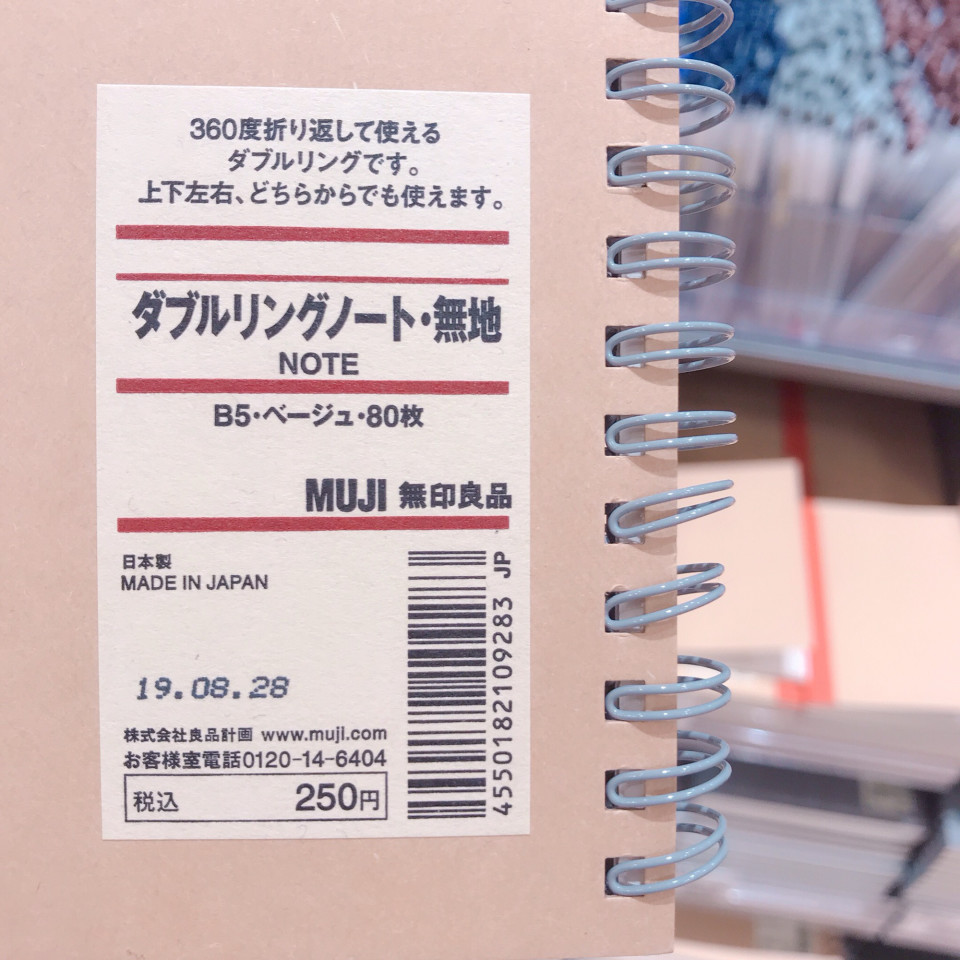 360度折り返して使える
ダブルリングです。
上下左右、どちらからでも使えます。
ダブルリングノート・無地
NOTE
B5・ベージュ・80枚
MUJI 無印良品
日本製
MADE IN JAPAN
19.08.28
株式会社良品計画 www.muji.com
お客様室電話0120-14-6404
税込 250円
4550182109283 JP